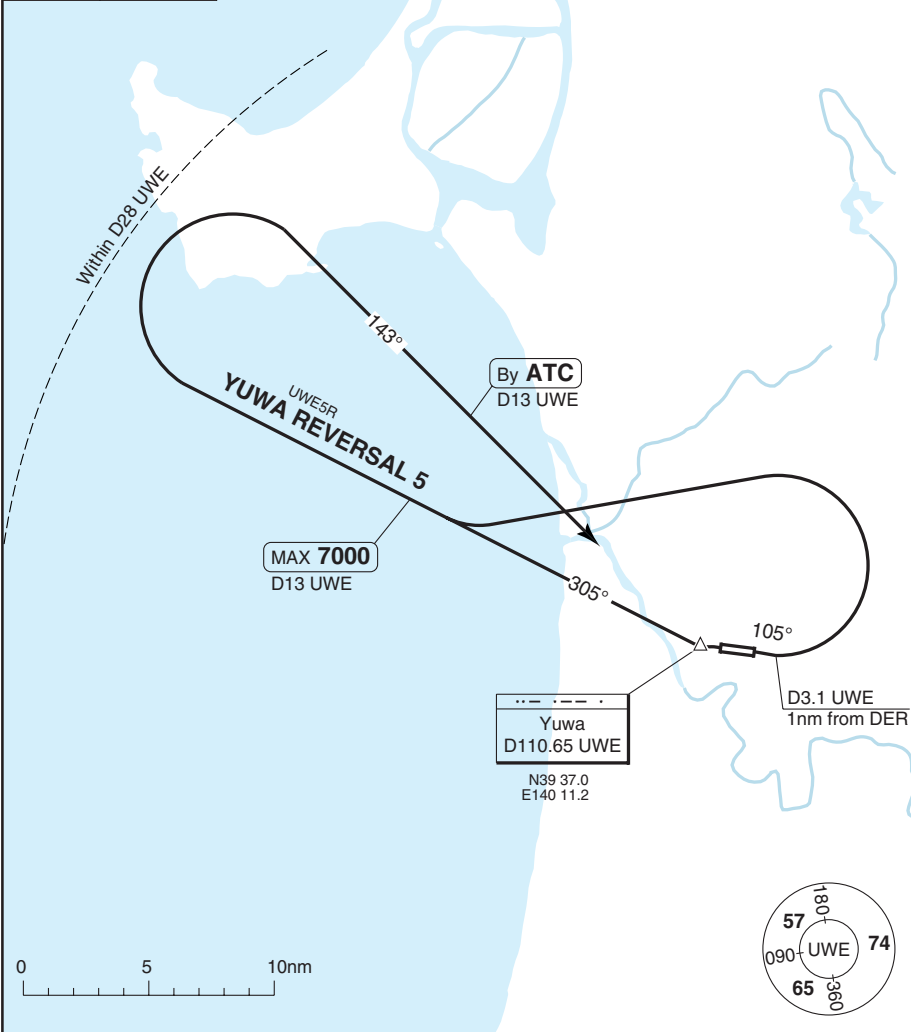 Within D28 UWE
143°
By ATC
D13 UWE
UWE5R
YUWA REVERSAL 5
MAX 7000
D13 UWE
305°
105°
D3.1 UWE
1nm from DER
Yuwa
D110.65 UWE
N39 37.0
E140 11.2
0 5 10nm
180
57
74
090
UWE
65
360